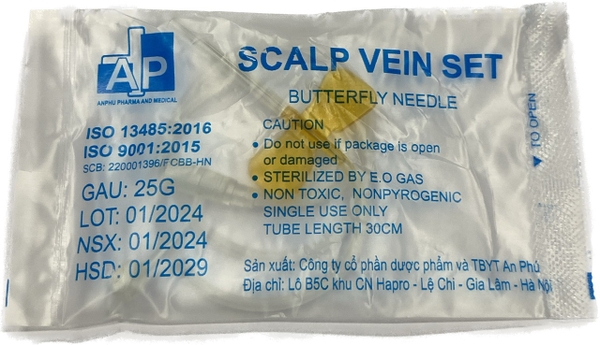 AP
ANPHU PHARMA AND MEDICAL
SCALP VEIN SET
BUTTERFLY NEEDLE
ISO 13485:2016
ISO 9001:2015
SCB: 220001396/FCBB-HN
GAU: 25G
LOT: 01/2024
NSX: 01/2024
HSD: 01/2029
CAUTION
• Do not use if package is open
or damaged
• STERILIZED BY E.O GAS
• NON TOXIC, NONPYROGENIC
SINGLE USE ONLY
TUBE LENGTH 30CM
Sản xuất: Công ty cổ phần dược phẩm và TBYT An Phú
Địa chỉ: Lô B5C khu CN Hapro - Lệ Chi - Gia Lâm - Hà Nội
TO OPEN